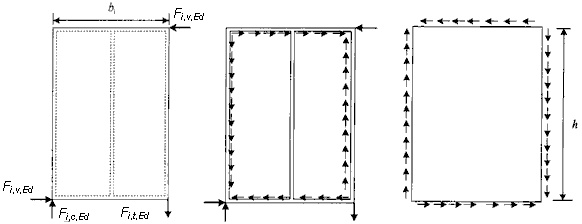 b_i
F_i,v,Ed
h
F_i,v,Ed
F_i,c,Ed
F_i,t,Ed